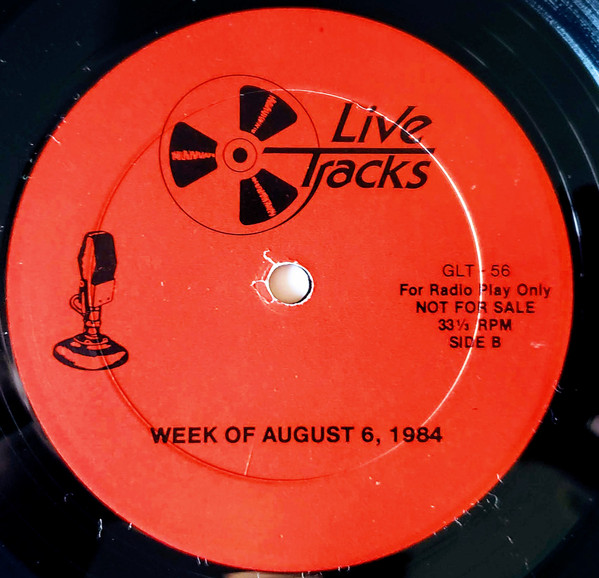 Live
Tracks
GLT - 56
For Radio Play Only
NOT FOR SALE
33⅓ RPM
SIDE B
WEEK OF AUGUST 6, 1984